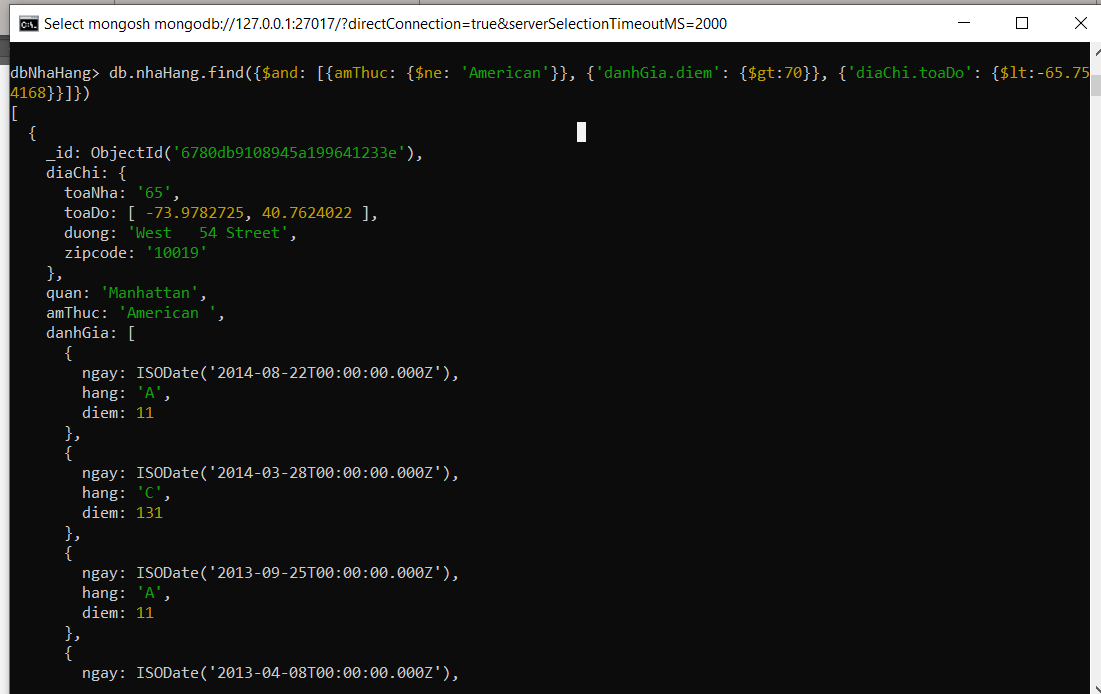 Select mongosh mongodb://127.0.0.1:27017/?directConnection=true&serverSelectionTimeoutMS=2000
dbNhaHang> db.nhaHang.find({$and: [{amThuc: {$ne: 'American'}}, {'danhGia.diem': {$gt:70}}, {'diaChi.toaDo': {$lt:-65.75
4168}}]})
[
  {
    _id: ObjectId('6780db9108945a199641233e'),
    diaChi: {
      toaNha: '65',
      toaDo: [ -73.9782725, 40.7624022 ],
      duong: 'West   54 Street',
      zipcode: '10019'
    },
    quan: 'Manhattan',
    amThuc: 'American ',
    danhGia: [
      {
        ngay: ISODate('2014-08-22T00:00:00.000Z'),
        hang: 'A',
        diem: 11
      },
      {
        ngay: ISODate('2014-03-28T00:00:00.000Z'),
        hang: 'C',
        diem: 131
      },
      {
        ngay: ISODate('2013-09-25T00:00:00.000Z'),
        hang: 'A',
        diem: 11
      },
      {
        ngay: ISODate('2013-04-08T00:00:00.000Z'),